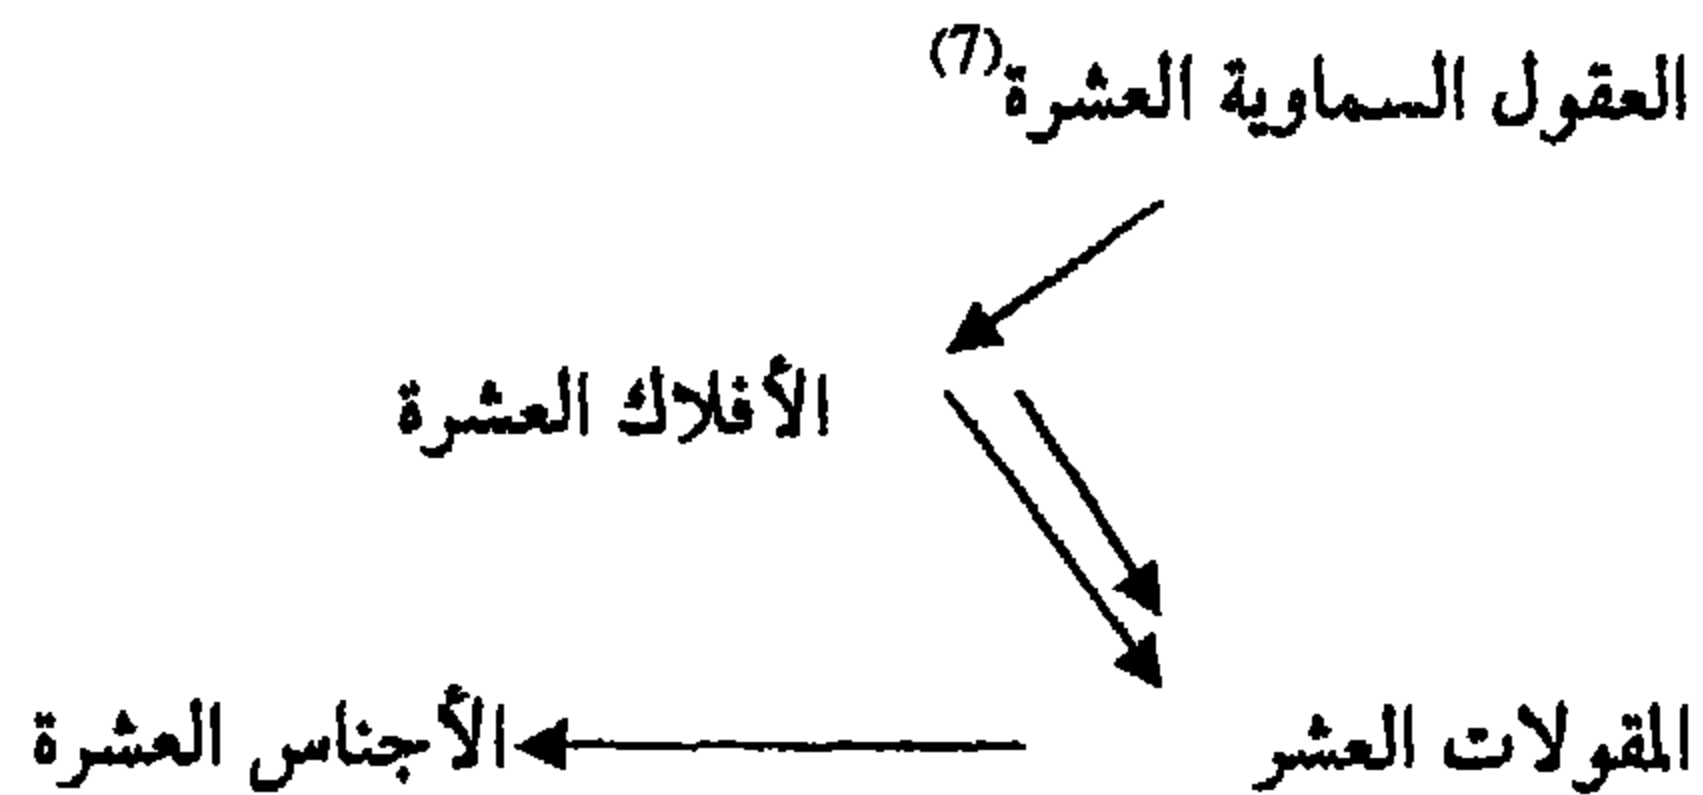 العقول السماوية العشرة(7)
الأفلاك العشرة
المقولات العشر
الأجناس العشرة